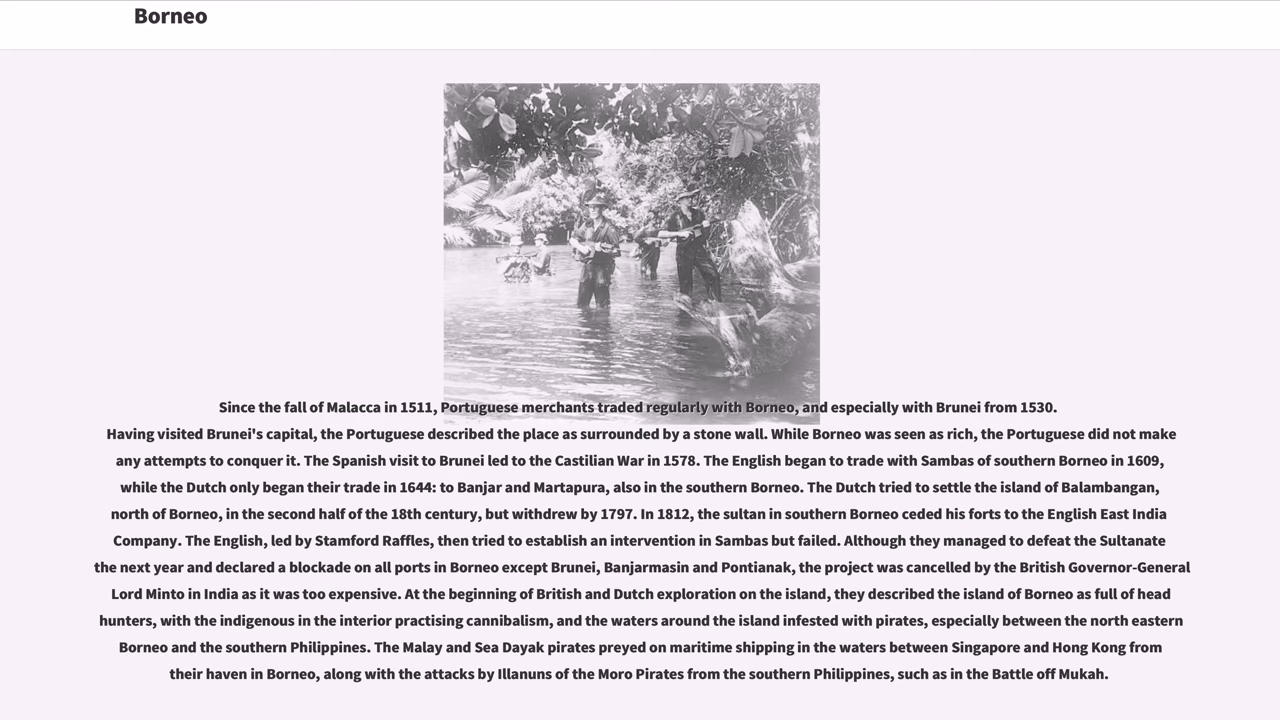 Borneo
Since the fall of Malacca in 1511, Portuguese merchants traded regularly with Borneo, and especially with Brunei from 1530.
Having visited Brunei's capital, the Portuguese described the place as surrounded by a stone wall. While Borneo was seen as rich, the Portuguese did not make
any attempts to conquer it. The Spanish visit to Brunei led to the Castilian War in 1578. The English began to trade with Sambas of southern Borneo in 1609,
while the Dutch only began their trade in 1644: to Banjar and Martapura, also in the southern Borneo. The Dutch tried to settle the island of Balambangan,
north of Borneo, in the second half of the 18th century, but withdrew by 1797. In 1812, the sultan in southern Borneo ceded his forts to the English East India
Company. The English, led by Stamford Raffles, then tried to establish an intervention in Sambas but failed. Although they managed to defeat the Sultanate
the next year and declared a blockade on all ports in Borneo except Brunei, Banjarmasin and Pontianak, the project was cancelled by the British Governor-General
Lord Minto in India as it was too expensive. At the beginning of British and Dutch exploration on the island, they described the island of Borneo as full of head
hunters, with the indigenous in the interior practising cannibalism, and the waters around the island infested with pirates, especially between the north eastern
Borneo and the southern Philippines. The Malay and Sea Dayak pirates preyed on maritime shipping in the waters between Singapore and Hong Kong from
their haven in Borneo, along with the attacks by Illanuns of the Moro Pirates from the southern Philippines, such as in the Battle off Mukah.